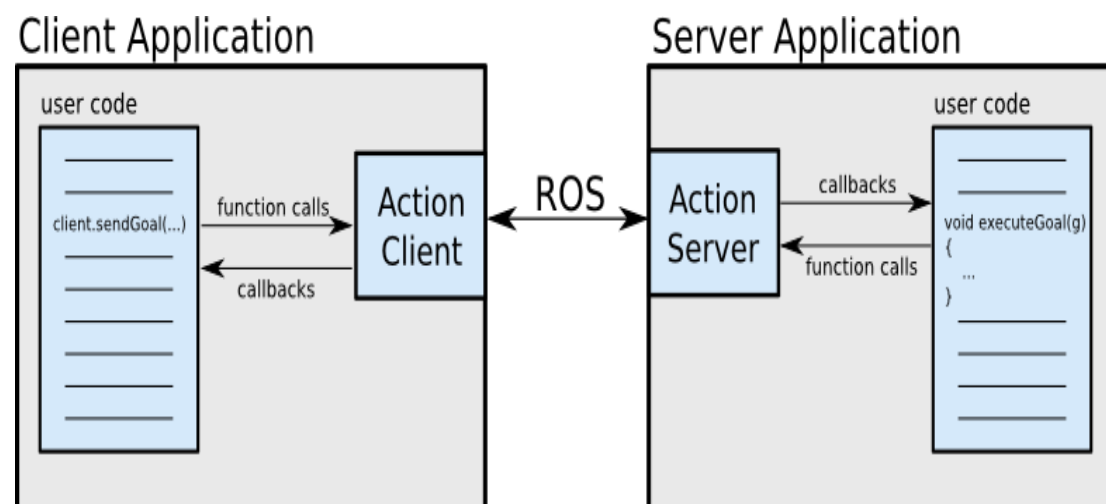 Client Application
user code
client.sendGoal(...)
function calls
callbacks
Action
Client
ROS
Server Application
Action
Server
callbacks
function calls
user code
void executeGoal(g)
{
...
}